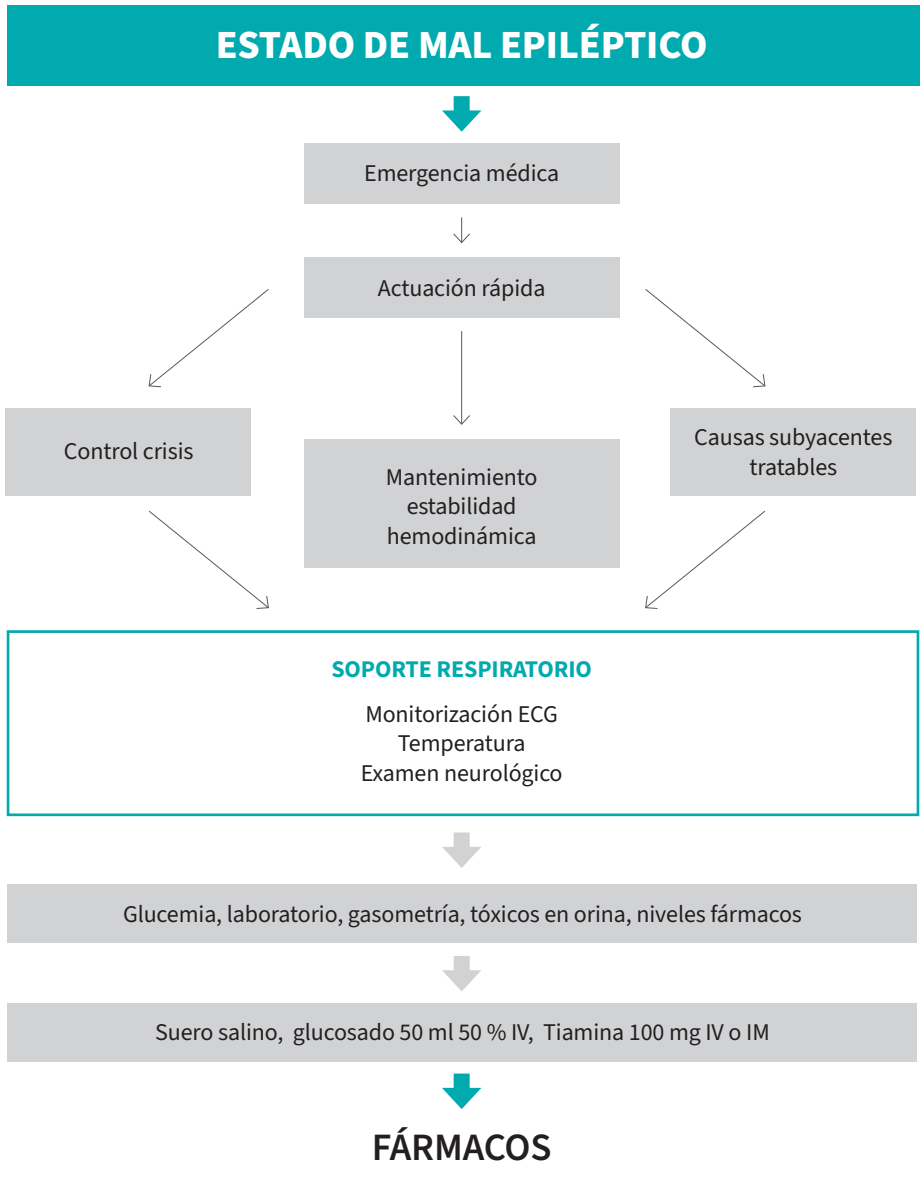 ESTADO DE MAL EPILÉPTICO
Emergencia médica
Actuación rápida
Control crisis
Mantenimiento
estabilidad
hemodinámica
Causas subyacentes
tratables
SOPORTE RESPIRATORIO
Monitorización ECG
Temperatura
Examen neurológico
Glucemia, laboratorio, gasometría, tóxicos en orina, niveles fármacos
Suero salino, glucosado 50 ml 50 % IV, Tiamina 100 mg IV o IM
FÁRMACOS